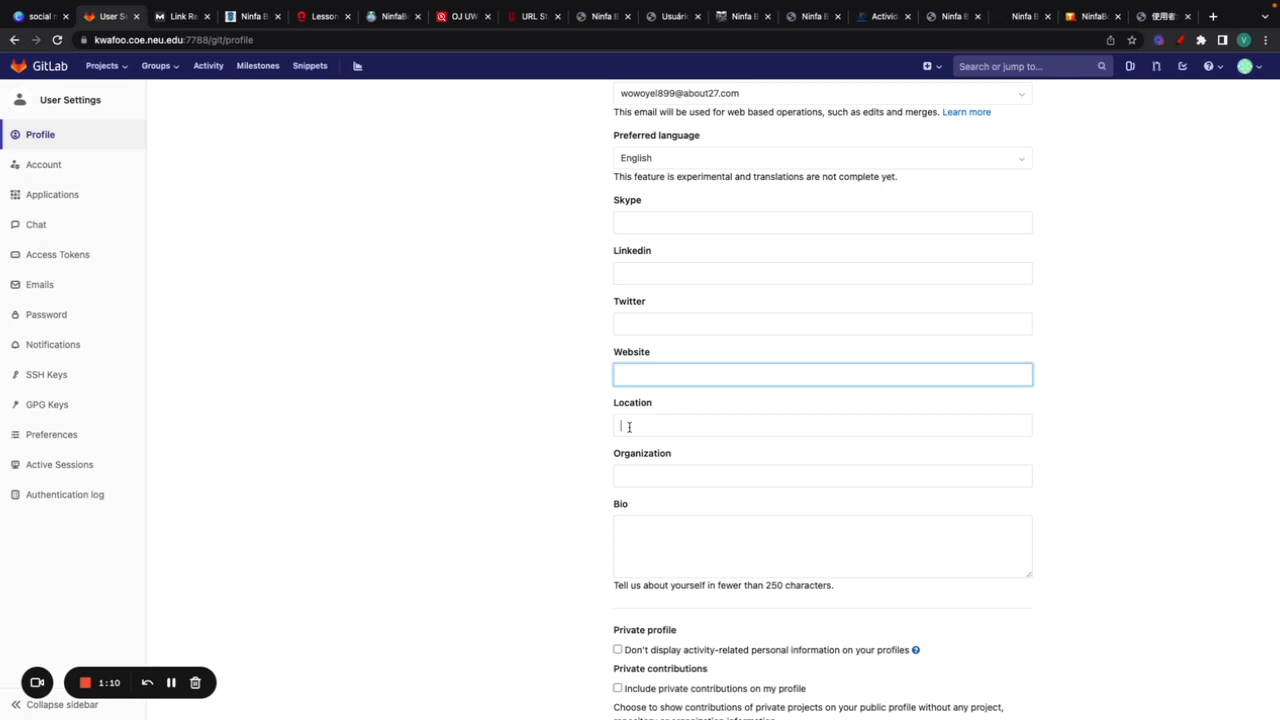 social n
User S
Link R
Ninfa B
Lesson
NinfaB
OJ UW
URL St
Ninfa B
Usuári
Ninfa B
Ninfa B
Activid
Ninfa B
Ninfa B
NinfaB
使用者
kwafoo.coe.neu.edu:7788/git/profile
V
GitLab
Projects
Groups
Activity
Milestones
Snippets
Search or jump to...
User Settings
Profile
Account
Applications
Chat
Access Tokens
Emails
Password
Notifications
SSH Keys
GPG Keys
Preferences
Active Sessions
Authentication log
Collapse sidebar
wowoyel899@about27.com
This email will be used for web based operations, such as edits and merges. Learn more
Preferred language
English
This feature is experimental and translations are not complete yet.
Skype
Linkedin
Twitter
Website
Location
Organization
Bio
Tell us about yourself in fewer than 250 characters.
Private profile
Don't display activity-related personal information on your profiles
Private contributions
Include private contributions on my profile
Choose to show contributions of private projects on your public profile without any project,
repository or organization information.
1:10